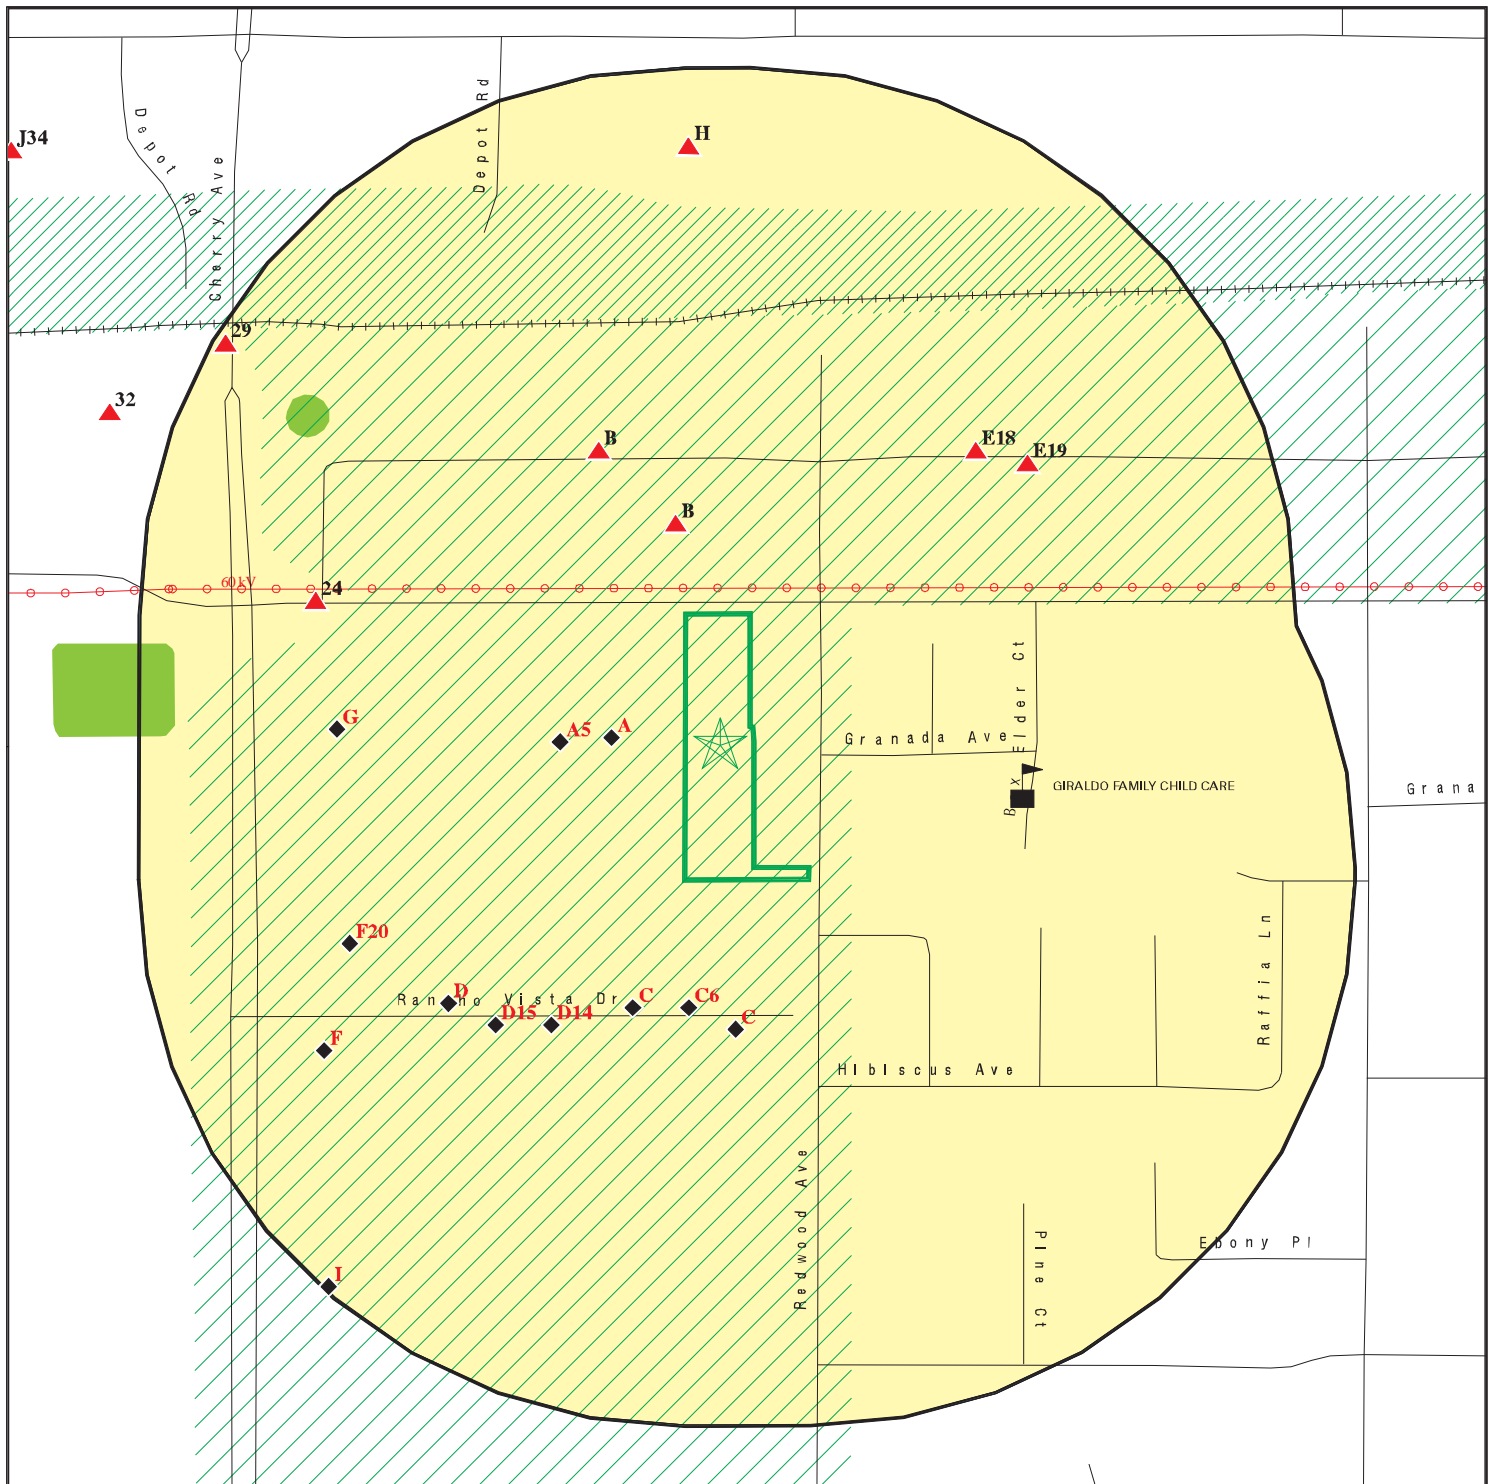 J34
Depot Rd
Cherry Ave
Depot Rd
H
29
32
B
E18
E19
B
60 kV
24
G
A5
A
Granada Ave
Box Elder Ct
GIRALDO FAMILY CHILD CARE
Grana
F20
D
C
C6
Vista Dr
D15
D14
C
F
Raffia Ln
Hibiscus Ave
Redwood Ave
Pine Ct
Ebony Pl
I